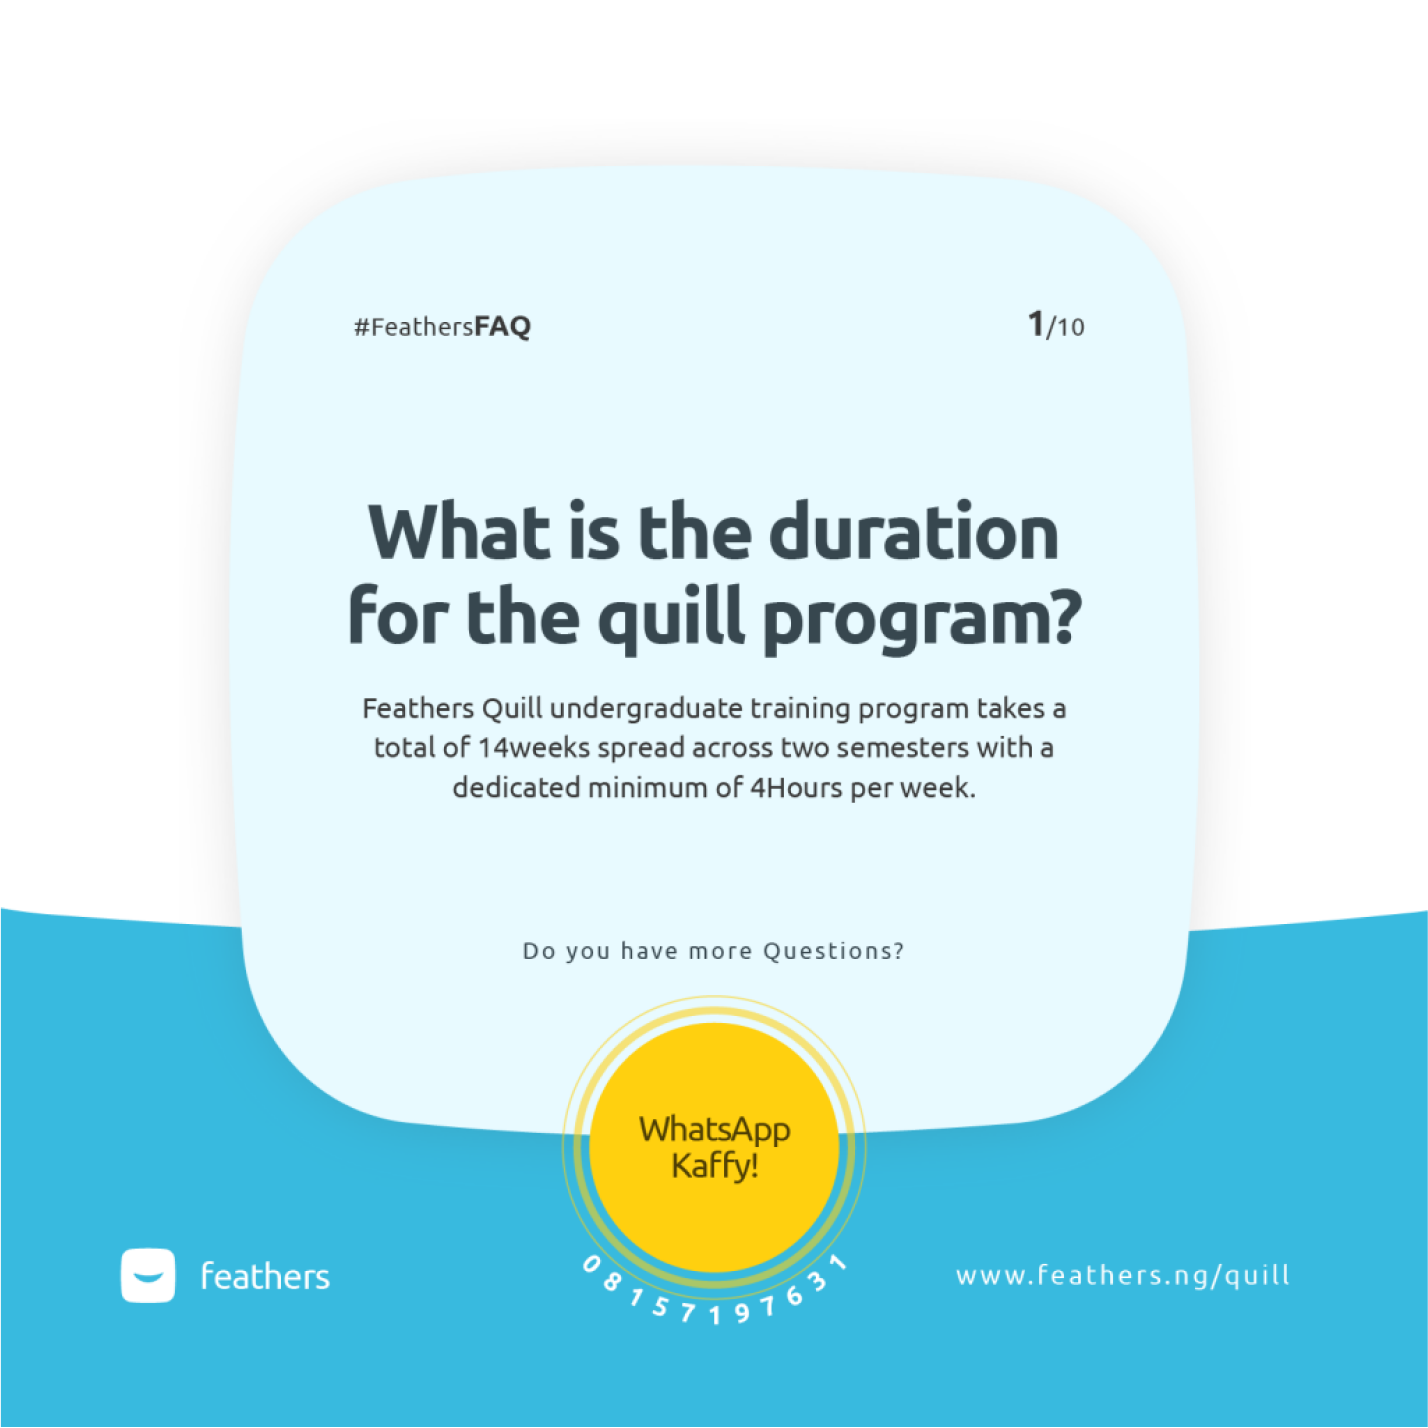 #FeathersFAQ
1/10
What is the duration
for the quill program?
Feathers Quill undergraduate training program takes a
total of 14weeks spread across two semesters with a
dedicated minimum of 4Hours per week.
Do you have more Questions?
WhatsApp
Kaffy!
08157197631
feathers
www.feathers.ng/quill